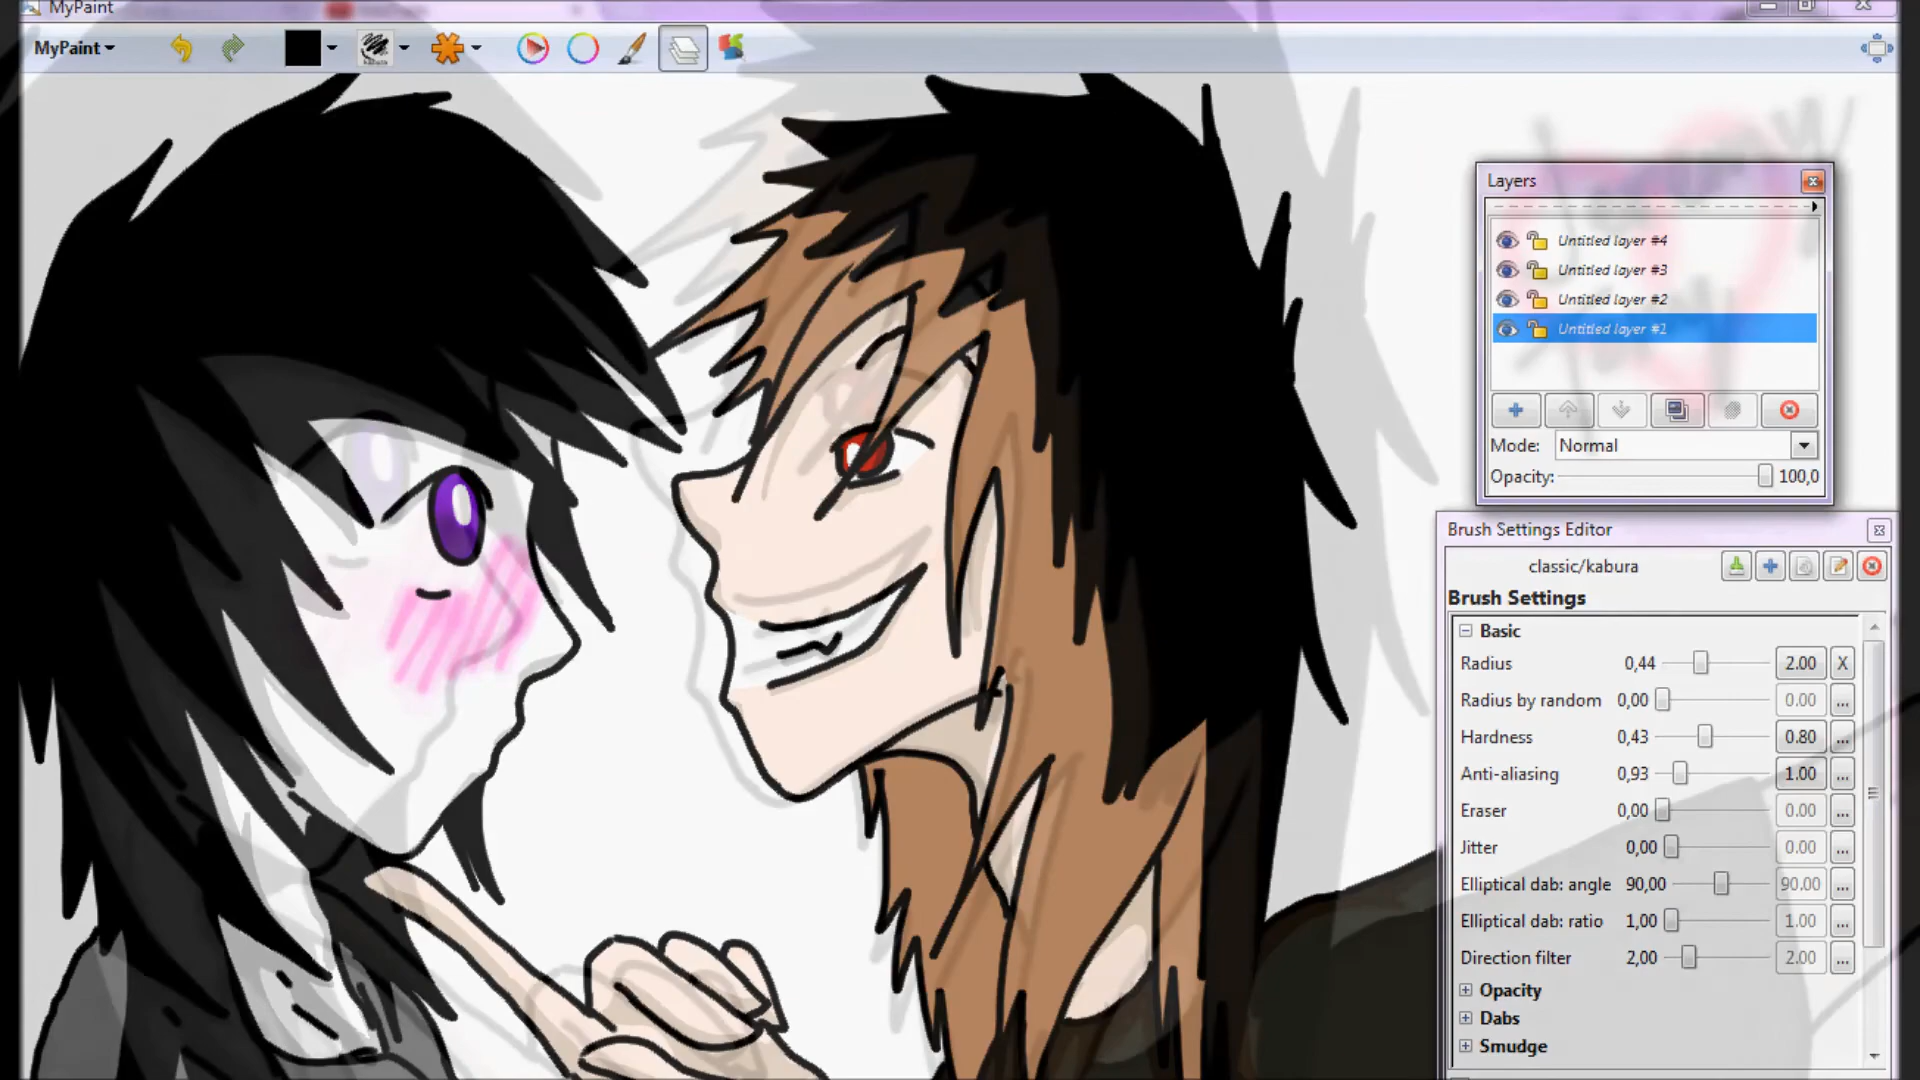 MyPaint
MyPaint
kabura
Layers
Untitled layer #4
Untitled layer #3
Untitled layer #2
Untitled layer #1
Mode: Normal
Opacity: 100,0
Brush Settings Editor
classic/kabura
Brush Settings
Basic
Radius 0,44 2.00 X
Radius by random 0,00 0.00 ...
Hardness 0,43 0.80 ...
Anti-aliasing 0,93 1.00 ...
Eraser 0,00 0.00 ...
Jitter 0,00 0.00 ...
Elliptical dab: angle 90,00 90.00 ...
Elliptical dab: ratio 1,00 1.00 ...
Direction filter 2,00 2.00 ...
Opacity
Dabs
Smudge